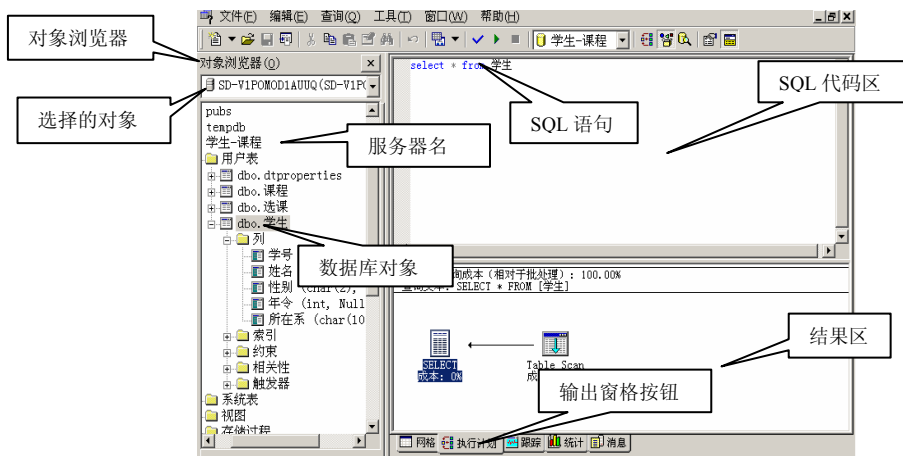 文件(F) 编辑(E) 查询(Q) 工具(T) 窗口(W) 帮助(H)
学生-课程
对象浏览器
对象浏览器(O)
SD-V1POMOD1AUUQ(SD-V1P
选择的对象
pubs
tempdb
学生-课程
用户表
dbo.dtproperties
dbo.课程
dbo.选课
dbo.学生
列
学号
姓名
性别 (char(2),
年令 (int, Null
所在系 (char(10
索引
约束
相关性
触发器
系统表
视图
存储过程
服务器名
数据库对象
select * from 学生
SQL 语句
SQL 代码区
询成本（相对于批处理）: 100.00%
SELECT * FROM [学生]
SELECT
成本: 0%
Table Scan
结果区
输出窗格按钮
网格 执行计划 跟踪 统计 消息